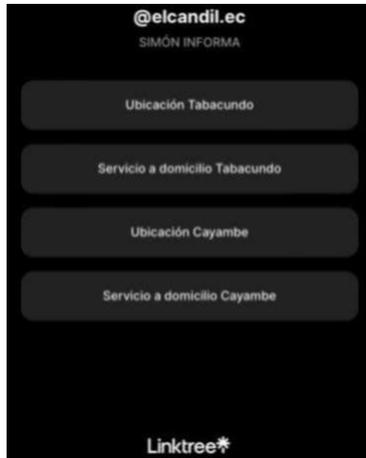 @elcandil.ec
SIMÓN INFORMA
Ubicación Tabacundo
Servicio a domicilio Tabacundo
Ubicación Cayambe
Servicio a domicilio Cayambe
Linktree